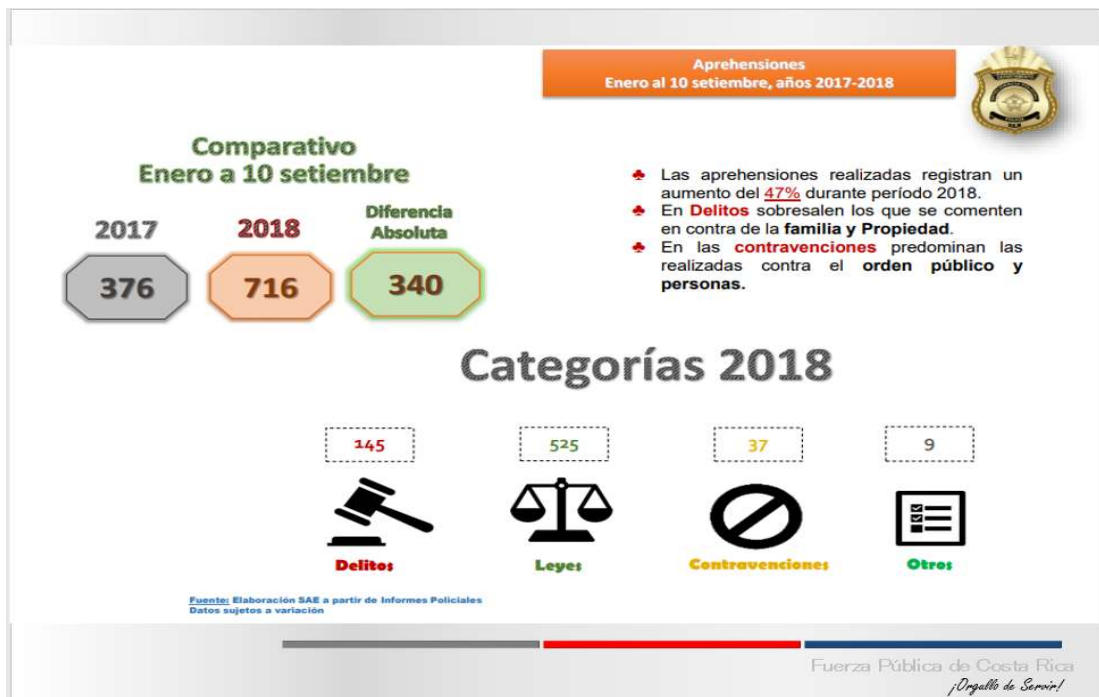 Aprehensiones
Enero al 10 setiembre, años 2017-2018
Comparativo
Enero a 10 setiembre
2017
2018
Diferencia
Absoluta
376
716
340
♣ Las aprehensiones realizadas registran un
aumento del 47% durante período 2018.
♣ En Delitos sobresalen los que se comenten
en contra de la familia y Propiedad.
♣ En las contravenciones predominan las
realizadas contra el orden público y
personas.
Categorías 2018
145
525
37
9
Delitos
Leyes
Contravenciones
Otros
Fuente: Elaboración SAE a partir de Informes Policiales
Datos sujetos a variación
Fuerza Pública de Costa Rica
¡Orgullo de Servir!